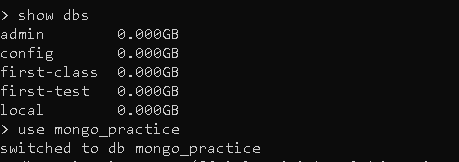 > show dbs
admin        0.000GB
config       0.000GB
first-class  0.000GB
first-test   0.000GB
local        0.000GB
> use mongo_practice
switched to db mongo_practice